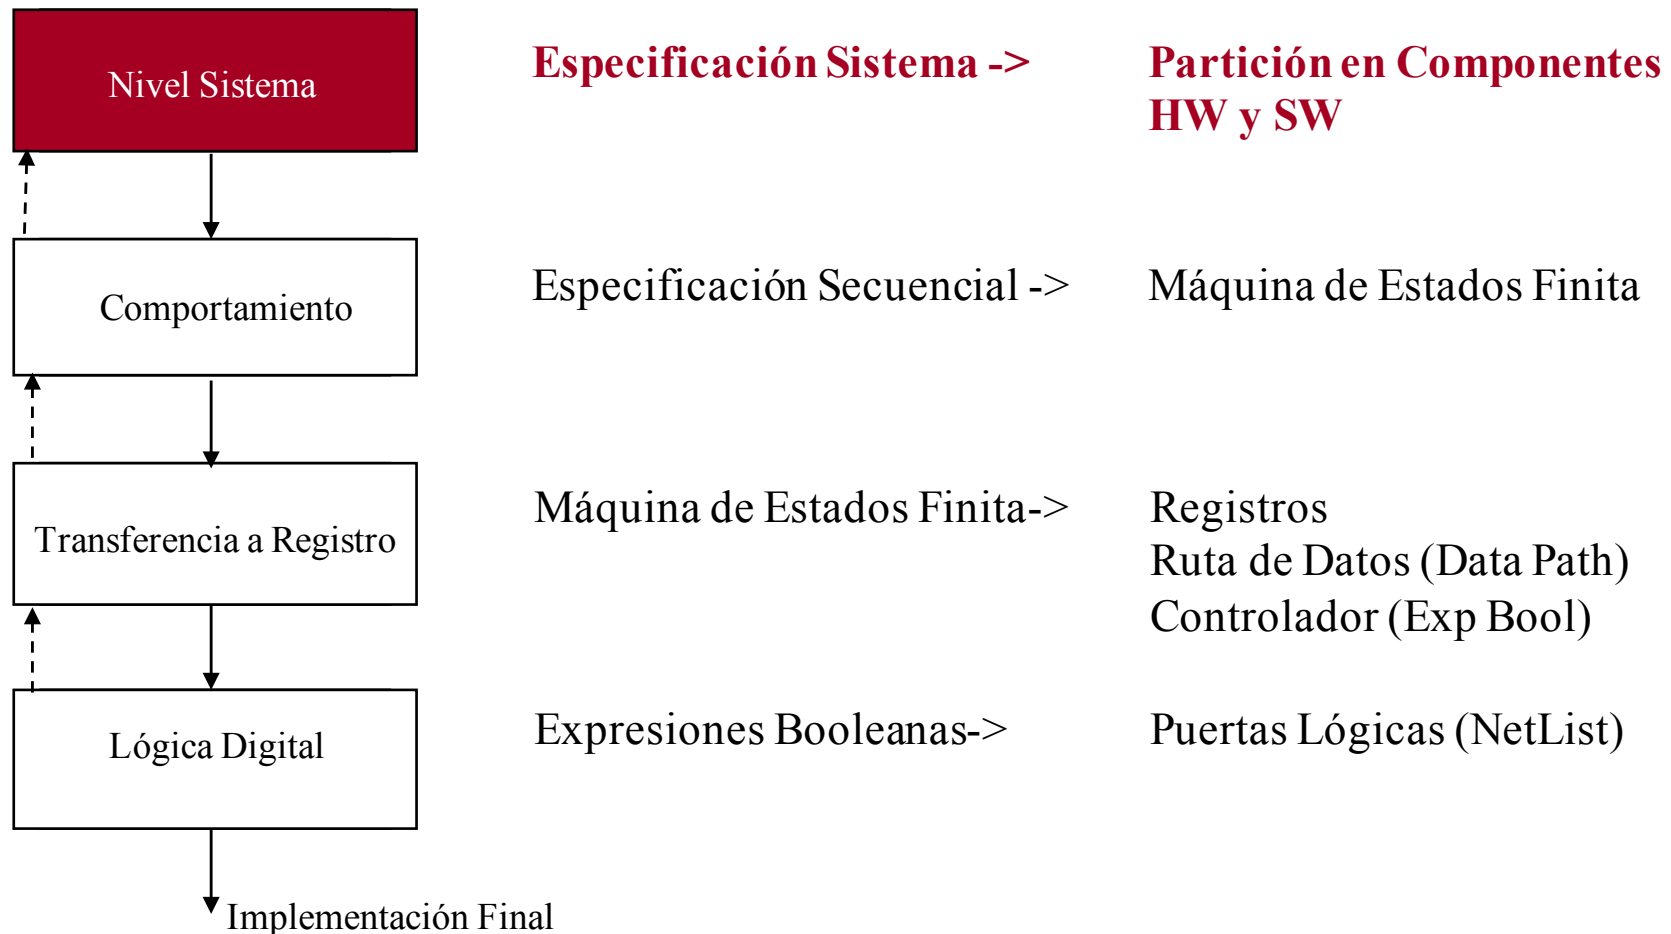 Nivel Sistema
Especificación Sistema ->
Partición en Componentes
HW y SW
Comportamiento
Especificación Secuencial ->
Máquina de Estados Finita
Transferencia a Registro
Máquina de Estados Finita->
Registros
Ruta de Datos (Data Path)
Controlador (Exp Bool)
Lógica Digital
Expresiones Booleanas->
Puertas Lógicas (NetList)
Implementación Final